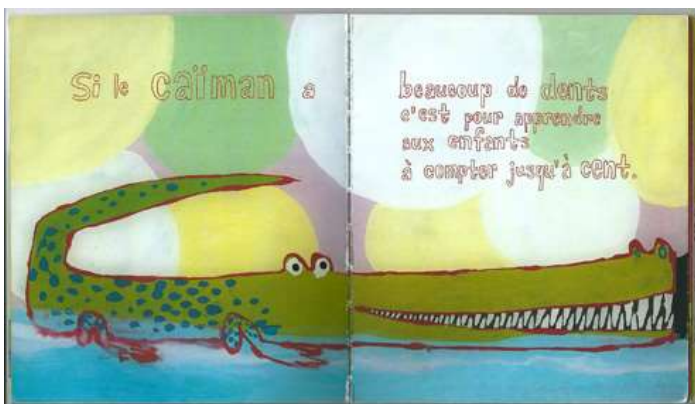 Si le caïman a
beaucoup de dents
c'est pour apprendre
aux enfants
à compter jusqu'à cent.